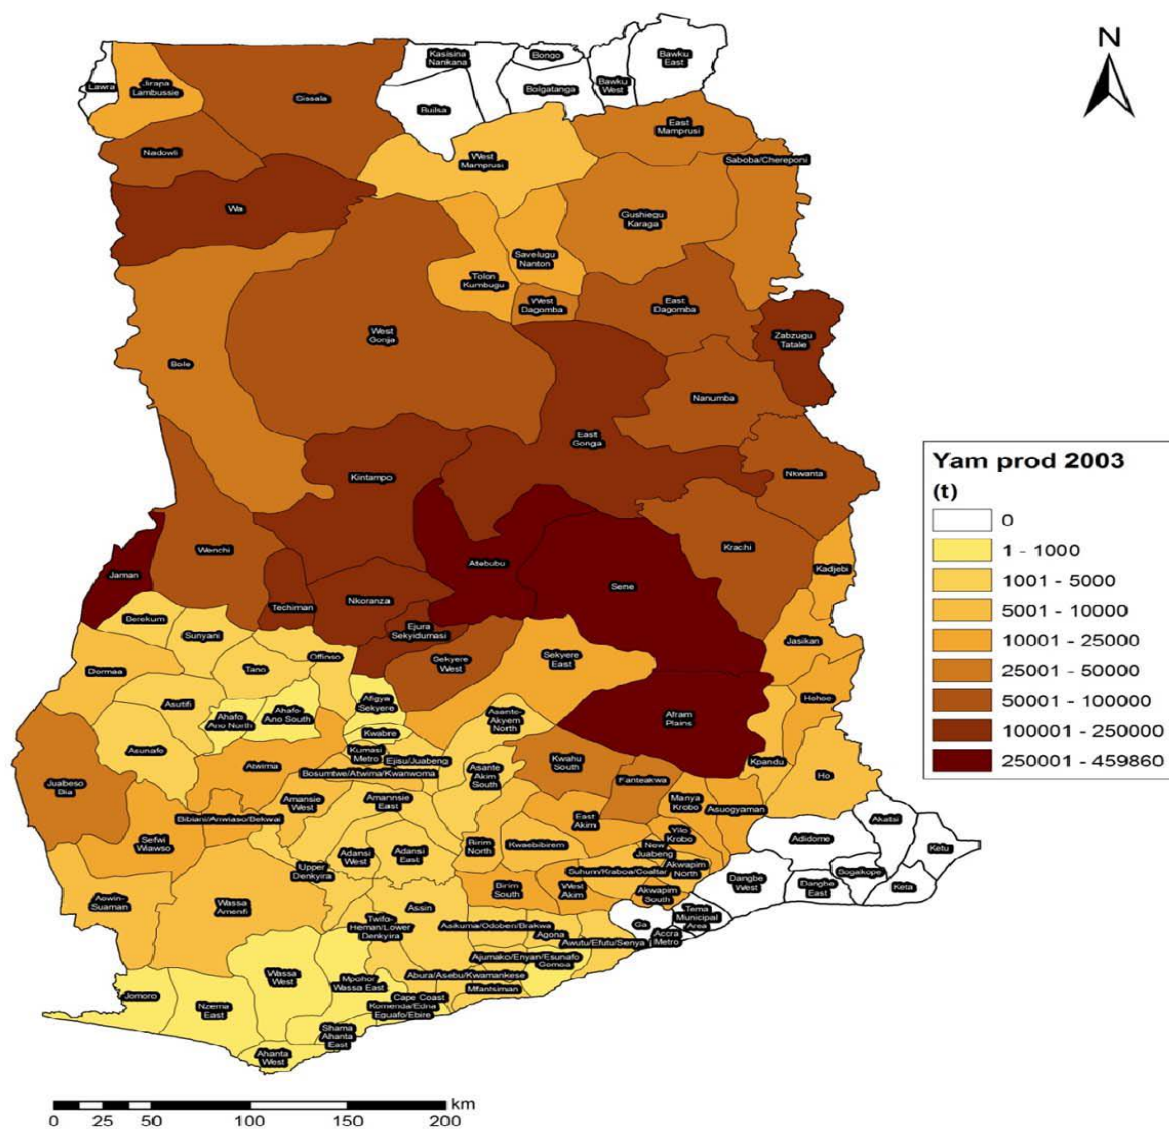 N
Kasisina
Nankana
Bongo
Bawku
East
Lawra
Jirapa
Lambussie
Sissala
Builsa
Bolgatanga
Bawku
West
Nadowli
West
Mamprusi
East
Mamprusi
Saboba/Chereponi
Wa
Gushiegu
Karaga
Savelugu
Nanton
Tolon
Kumbugu
West
Dagomba
East
Dagomba
West
Gonja
Zabzugu
Tatale
Bole
Nanumba
East
Gonga
Kintampo
Nkwanta
Wenchi
Atebubu
Krachi
Jaman
Sene
Kadjebi
Techiman
Nkoranza
Berekum
Ejura
Sekyidumasi
Sunyani
Jasikan
Dormaa
Tano
Offinso
Sekyere
West
Sekyere
East
Asutifi
Ahafo
Ano North
Ahafo
Ano South
Afigya
Sekyere
Hohoe
Asante
Akyem
North
Afram
Plains
Asunafo
Kwabre
Kumasi
Metro
Ejisu/Juabeng
Bosumtwe/Atwima/Kwanwoma
Atwima
Asante
Akim
South
Kwahu
South
Kpandu
Ho
Juabeso
Bia
Fanteakwa
Amansie
West
Amannsie
East
Manya
Krobo
Asuogyaman
Bibiani/Anwiaso/Bekwai
Sefwi
Wiawso
East
Akim
Akatsi
Adidome
Ketu
Adansi
West
Adansi
East
Birim
North
Kwaebibirem
New
Juabeng
Yilo
Krobo
Upper
Denkyira
Suhum/Kraboa/Coaltar
Akwapim
North
Sogakope
Dangbe
West
Dangbe
East
Keta
Aowin-
Suaman
Wassa
Amenfi
Birim
South
West
Akim
Akwapim
South
Assin
Tema
Municipal
Area
Twifo-
Heman/Lower
Denkyira
Asikuma/Odoben/Brakwa
Ga
Agona
Accra
Metro
Awutu/Efutu/Senya
Ajumako/Enyan/Esunafo
Gomoa
Wassa
West
Mpohor
Wassa East
Abura/Asebu/Kwamankese
Mfantsiman
Jomoro
Nzema
East
Cape Coast
Komenda/Edna
Eguafo/Ebire
Shama
Ahanta
East
Ahanta
West
Yam prod 2003
(t)
0
1 - 1000
1001 - 5000
5001 - 10000
10001 - 25000
25001 - 50000
50001 - 100000
100001 - 250000
250001 - 459860
km
0 25 50 100 150 200